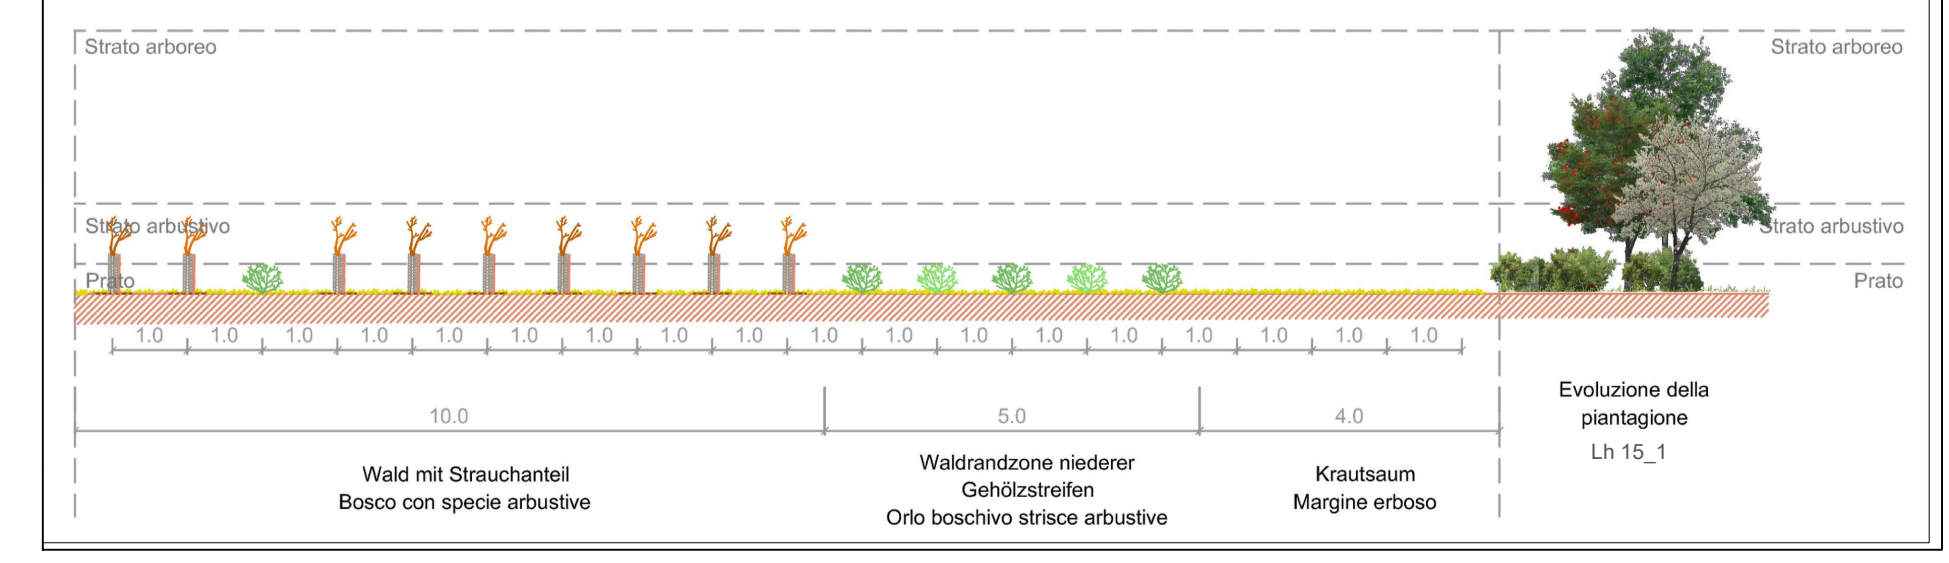 Strato arboreo
Strato arboreo
Strato arbustivo
Strato arbustivo
Prato
Prato
1.0 1.0 1.0 1.0 1.0 1.0 1.0 1.0 1.0 1.0 1.0 1.0 1.0 1.0 1.0 1.0 1.0 1.0
10.0
5.0
4.0
Evoluzione della
piantagione
Lh 15_1
Wald mit Strauchanteil
Bosco con specie arbustive
Waldrandzone niederer
Gehölzstreifen
Orlo boschivo strisce arbustive
Krautsaum
Margine erboso